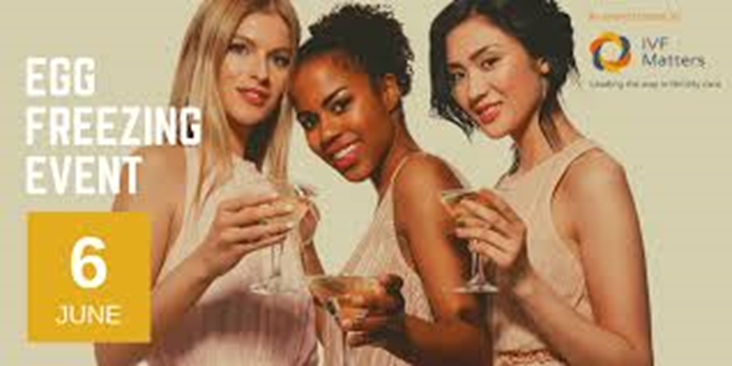 EGG
FREEZING
EVENT
6
JUNE
IVF
Matters
Leading the way in fertility care